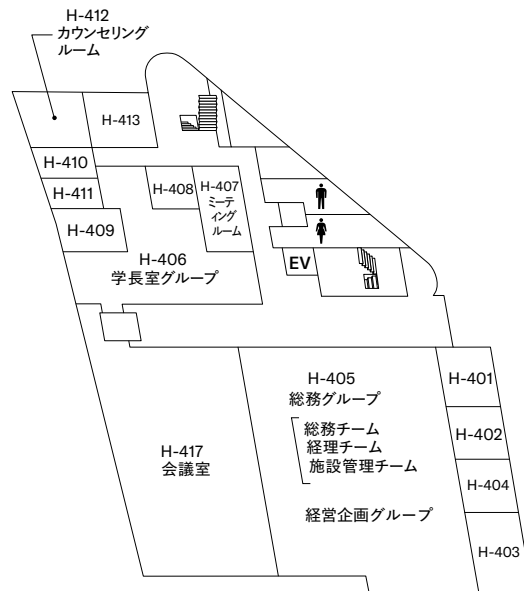 H-412
カウンセリング
ルーム
H-413
H-410
H-411
H-409
H-408
H-407
ミーテ
ィング
ルーム
H-406
学長室グループ
EV
H-405
総務グループ
総務チーム
経理チーム
施設管理チーム
経営企画グループ
H-417
会議室
H-401
H-402
H-404
H-403